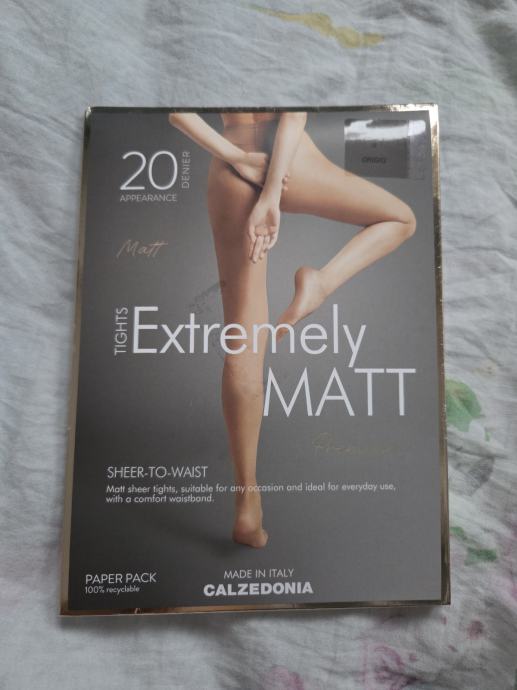 20
DENIER
APPEARANCE
GRIGIO
Matt
TIGHTS
Extremely
MATT
SHEER-TO-WAIST
Matt sheer tights, suitable for any occasion and ideal for everyday use,
with a comfort waistband.
PAPER PACK
100% recyclable
MADE IN ITALY
CALZEDONIA